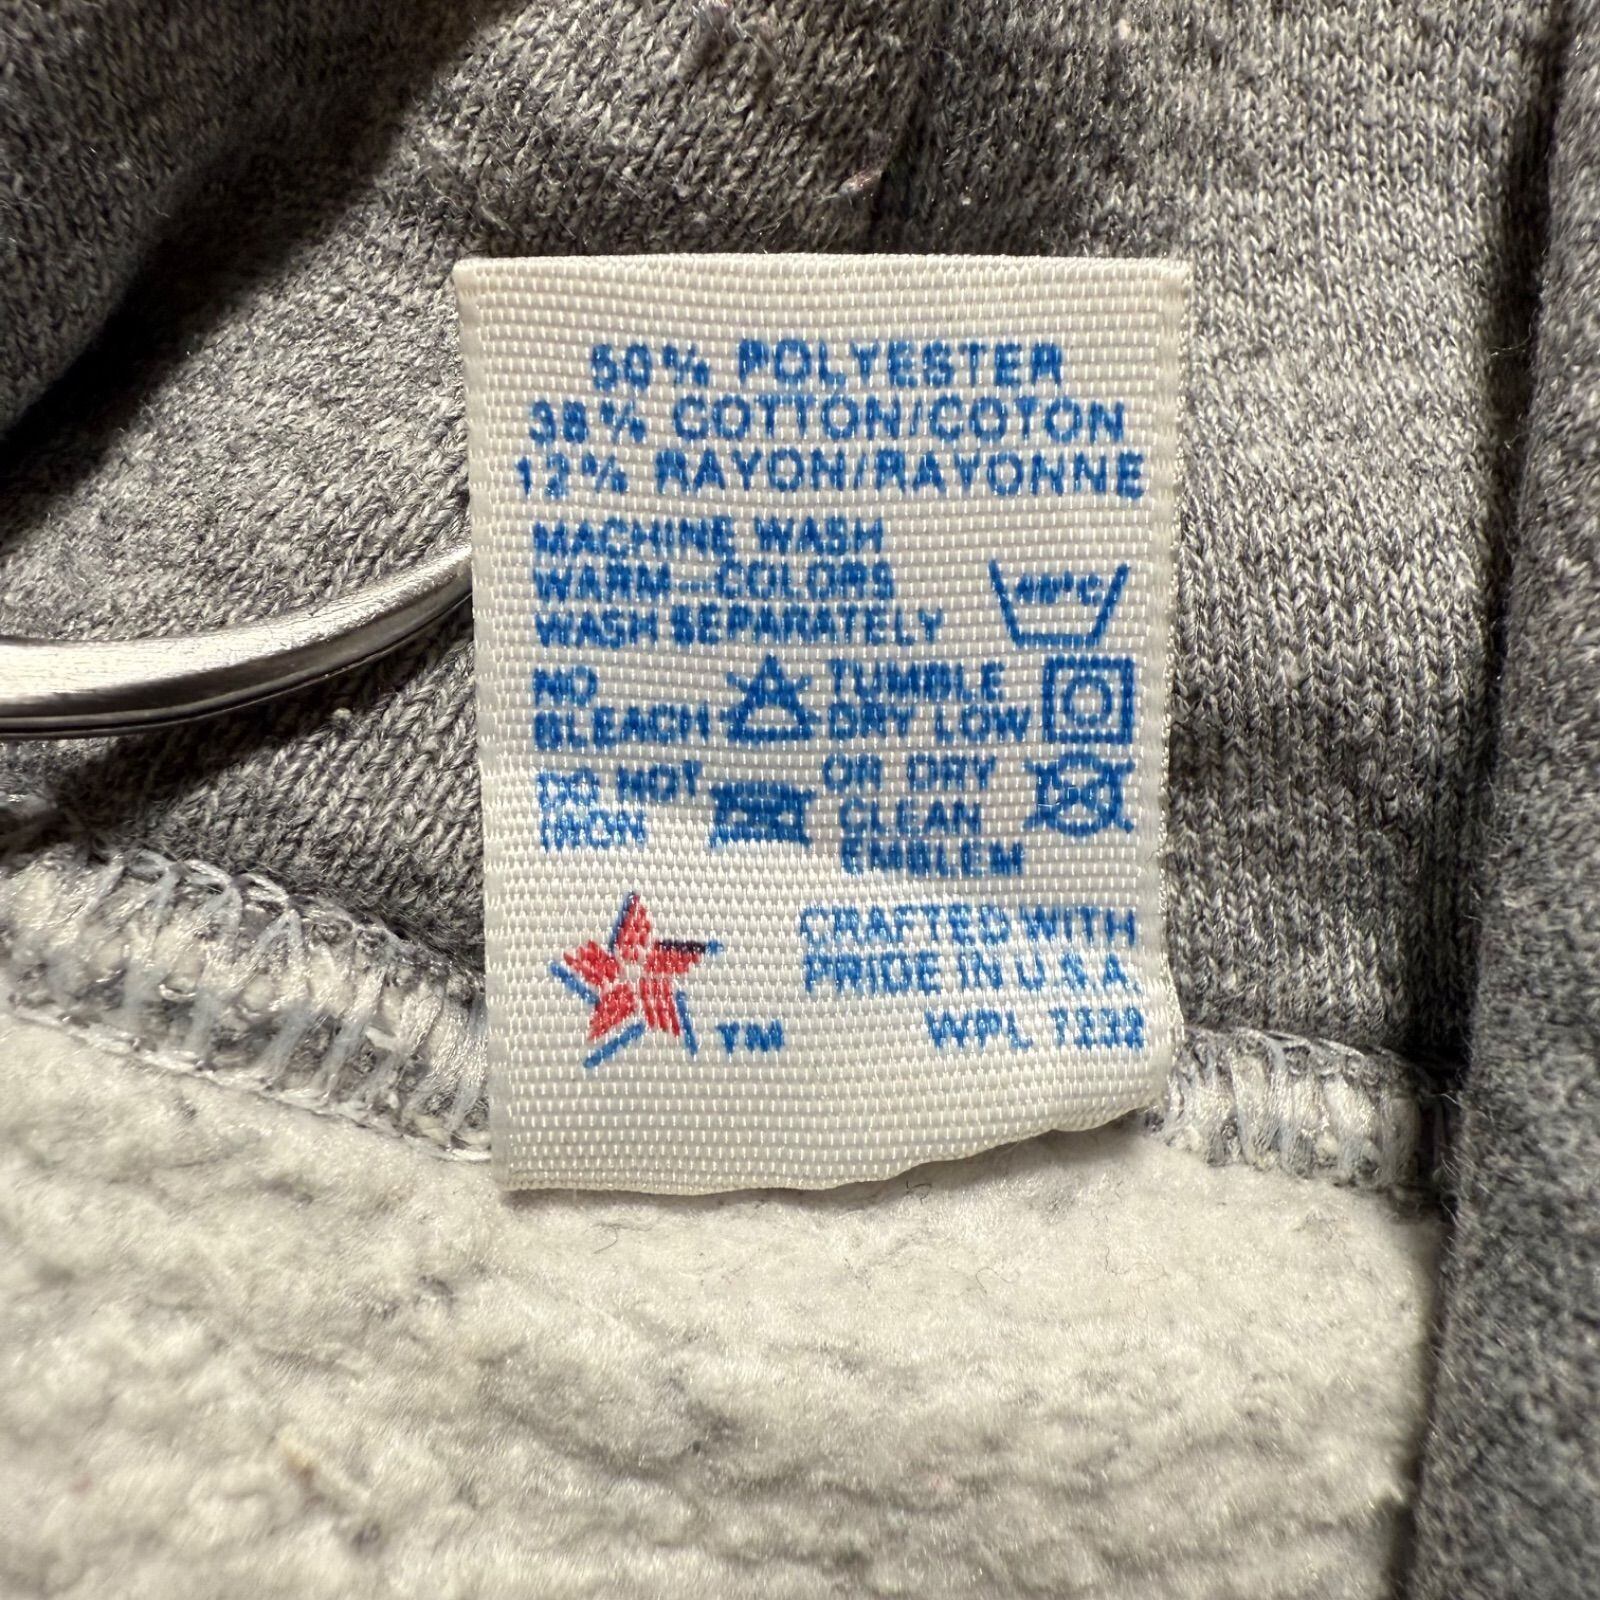 50% POLYESTER
38% COTTON/COTON
12% RAYON/RAYONNE
MACHINE WASH
WARM—COLORS
WASH SEPARATELY
40°C
NO
BLEACH
TUMBLE
DRY LOW
DO NOT
IRON
OR DRY
CLEAN
EMBLEM
CRAFTED WITH
PRIDE IN U.S.A.
TM
WPL 7232